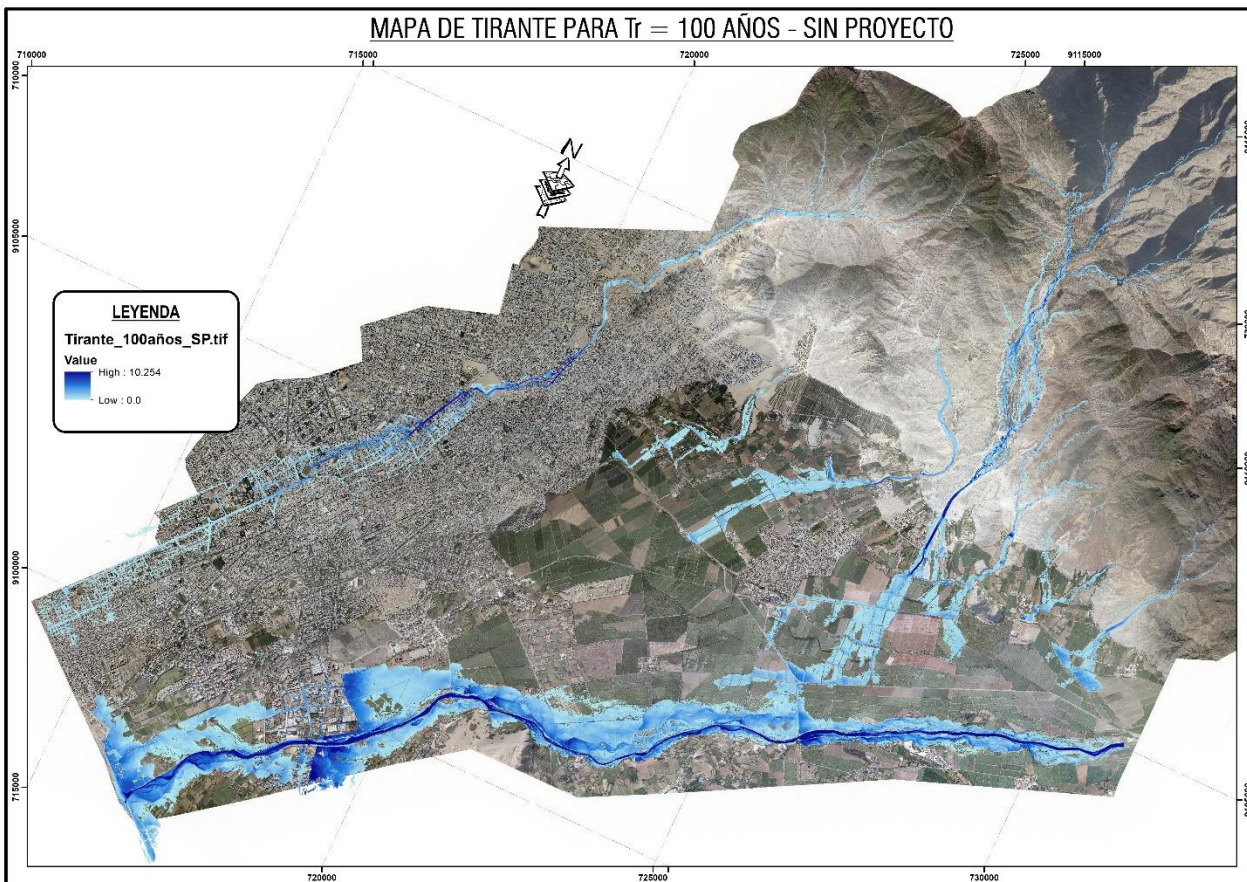 MAPA DE TIRANTE PARA Tr = 100 AÑOS - SIN PROYECTO
710000
715000
720000
725000
9115000
710000
N
9105000
LEYENDA
Tirante_100años_SP.tif
Value
High : 10.254
Low : 0.0
9100000
715000
720000
725000
730000